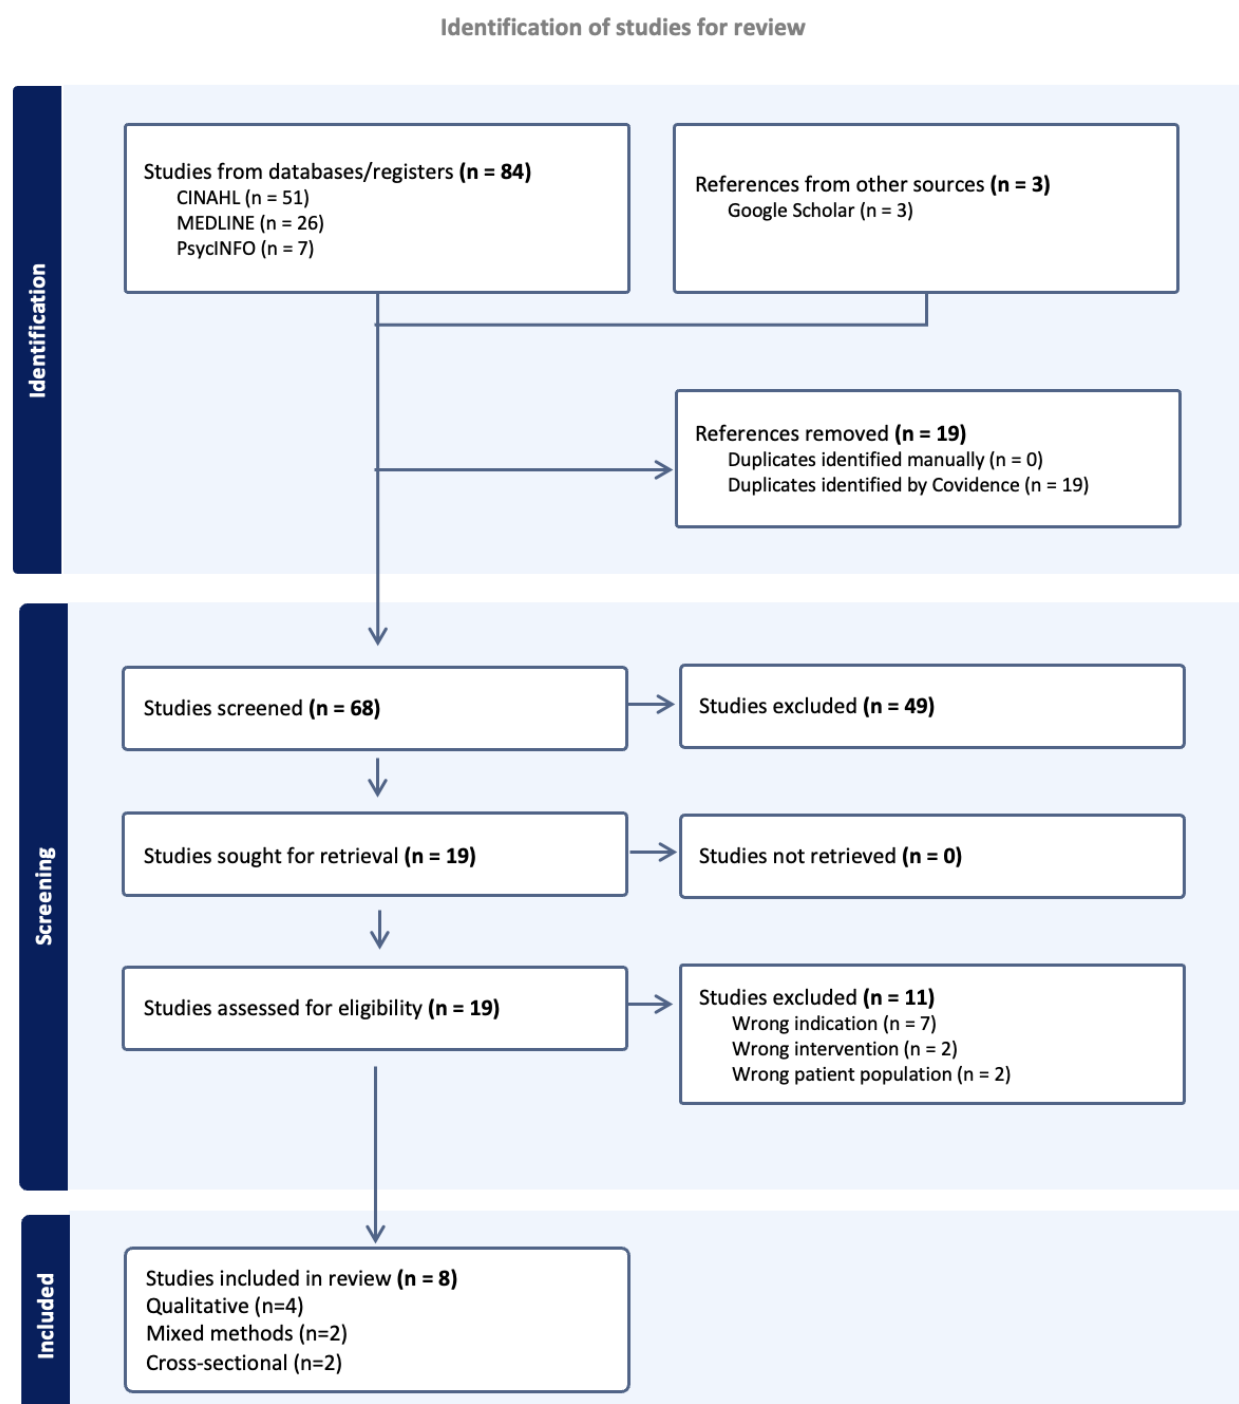 Identification of studies for review
Identification
Studies from databases/registers (n = 84)
CINAHL (n = 51)
MEDLINE (n = 26)
PsycINFO (n = 7)
References from other sources (n = 3)
Google Scholar (n = 3)
References removed (n = 19)
Duplicates identified manually (n = 0)
Duplicates identified by Covidence (n = 19)
Screening
Studies screened (n = 68)
Studies excluded (n = 49)
Studies sought for retrieval (n = 19)
Studies not retrieved (n = 0)
Studies assessed for eligibility (n = 19)
Studies excluded (n = 11)
Wrong indication (n = 7)
Wrong intervention (n = 2)
Wrong patient population (n = 2)
Included
Studies included in review (n = 8)
Qualitative (n=4)
Mixed methods (n=2)
Cross-sectional (n=2)